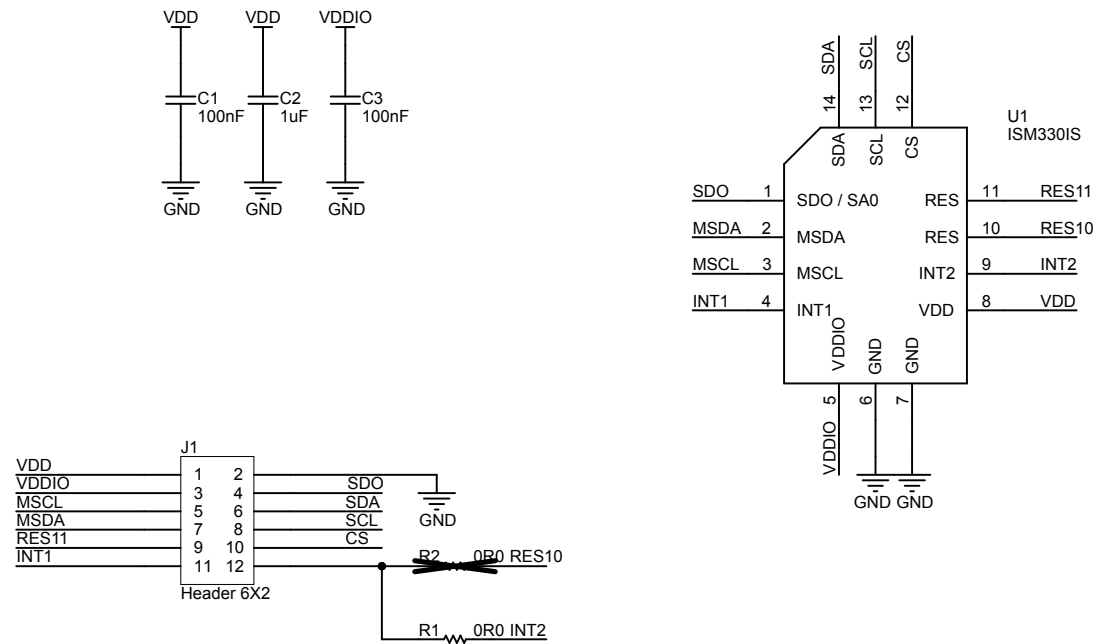 VDD VDD VDDIO
C1 C2 C3
100nF 1uF 100nF
GND GND GND
SDA SCL CS
14 13 12
U1
ISM330IS
SDA SCL CS
SDO 1 SDO / SA0 RES 11 RES11
MSDA 2 MSDA RES 10 RES10
MSCL 3 MSCL INT2 9 INT2
INT1 4 INT1 VDD 8 VDD
VDDIO GND GND
5 6 7
VDDIO
GND GND
J1
VDD 1 2
VDDIO 3 4 SDO
MSCL 5 6 SDA
GND
MSDA 7 8 SCL
RES11 9 10 CS
INT1 11 12 R2 0R0 RES10
Header 6X2
R1 0R0 INT2